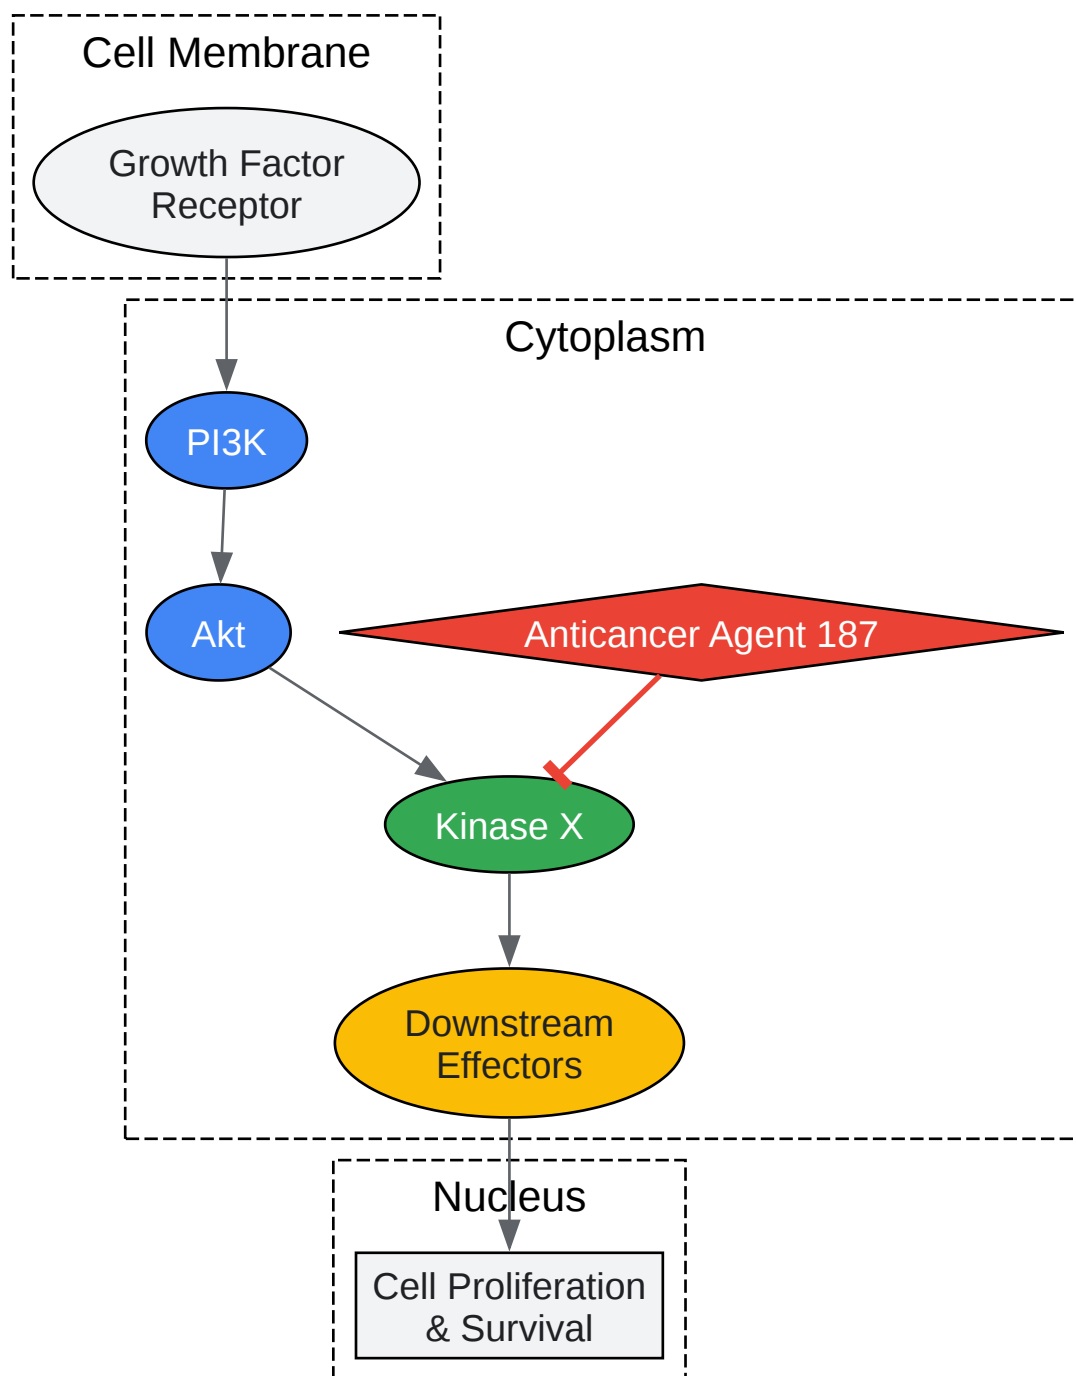 Cell Membrane
Growth Factor
Receptor
Cytoplasm
PI3K
Akt
Anticancer Agent 187
Kinase X
Downstream
Effectors
Nucleus
Cell Proliferation
& Survival